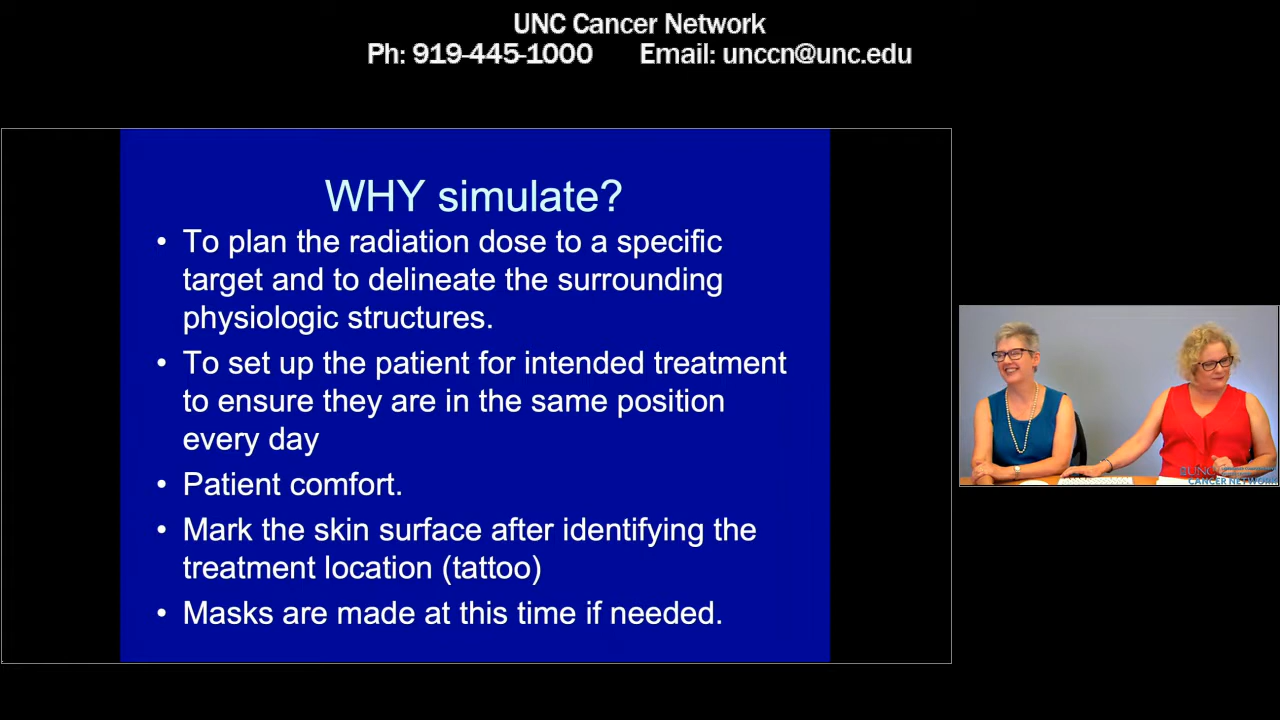 UNC Cancer Network
Ph: 919-445-1000 Email: unccn@unc.edu
WHY simulate?
• To plan the radiation dose to a specific
target and to delineate the surrounding
physiologic structures.
• To set up the patient for intended treatment
to ensure they are in the same position
every day
• Patient comfort.
• Mark the skin surface after identifying the
treatment location (tattoo)
• Masks are made at this time if needed.
UNC
CANCER NETWORK